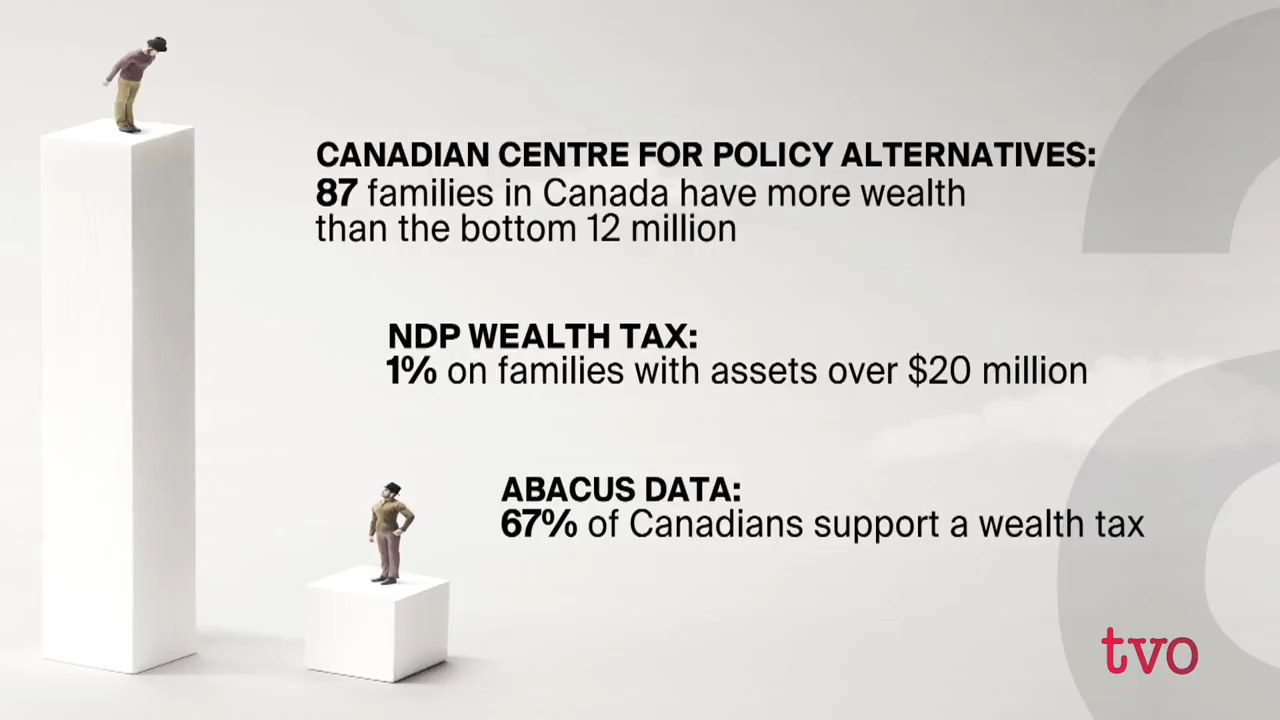 CANADIAN CENTRE FOR POLICY ALTERNATIVES:
87 families in Canada have more wealth
than the bottom 12 million
NDP WEALTH TAX:
1% on families with assets over $20 million
ABACUS DATA:
67% of Canadians support a wealth tax
tvo